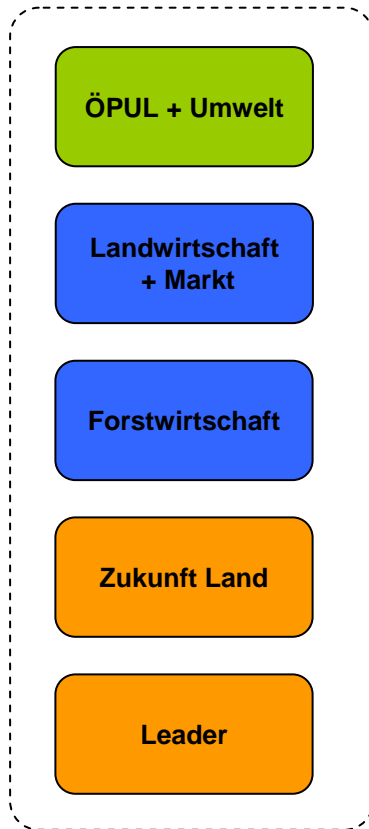 ÖPUL + Umwelt
Landwirtschaft
+ Markt
Forstwirtschaft
Zukunft Land
Leader